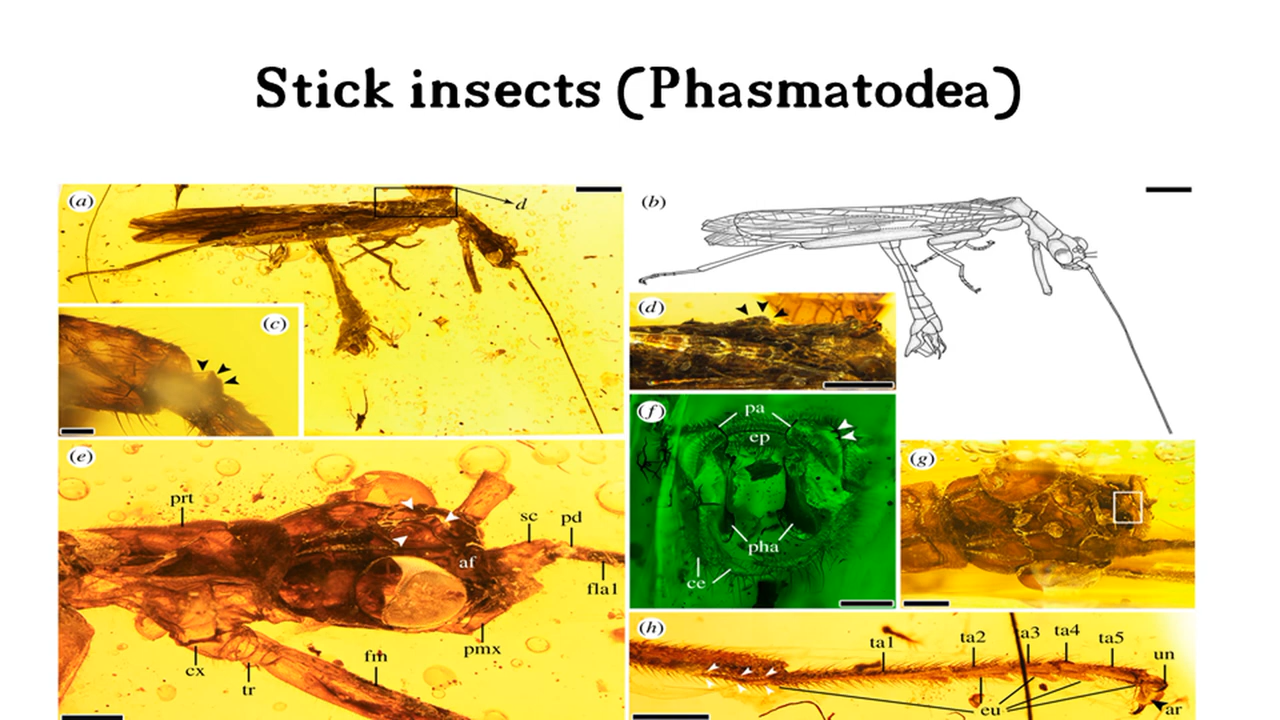 Stick insects (Phasmatodea)
(a)
d
(b)
(c)
(d)
(e)
prt
sc
pd
af
fla1
pmx
cx
tr
fm
(f)
pa
ep
pha
ce
(g)
(h)
ta1
ta2
ta3
ta4
ta5
un
eu
ar